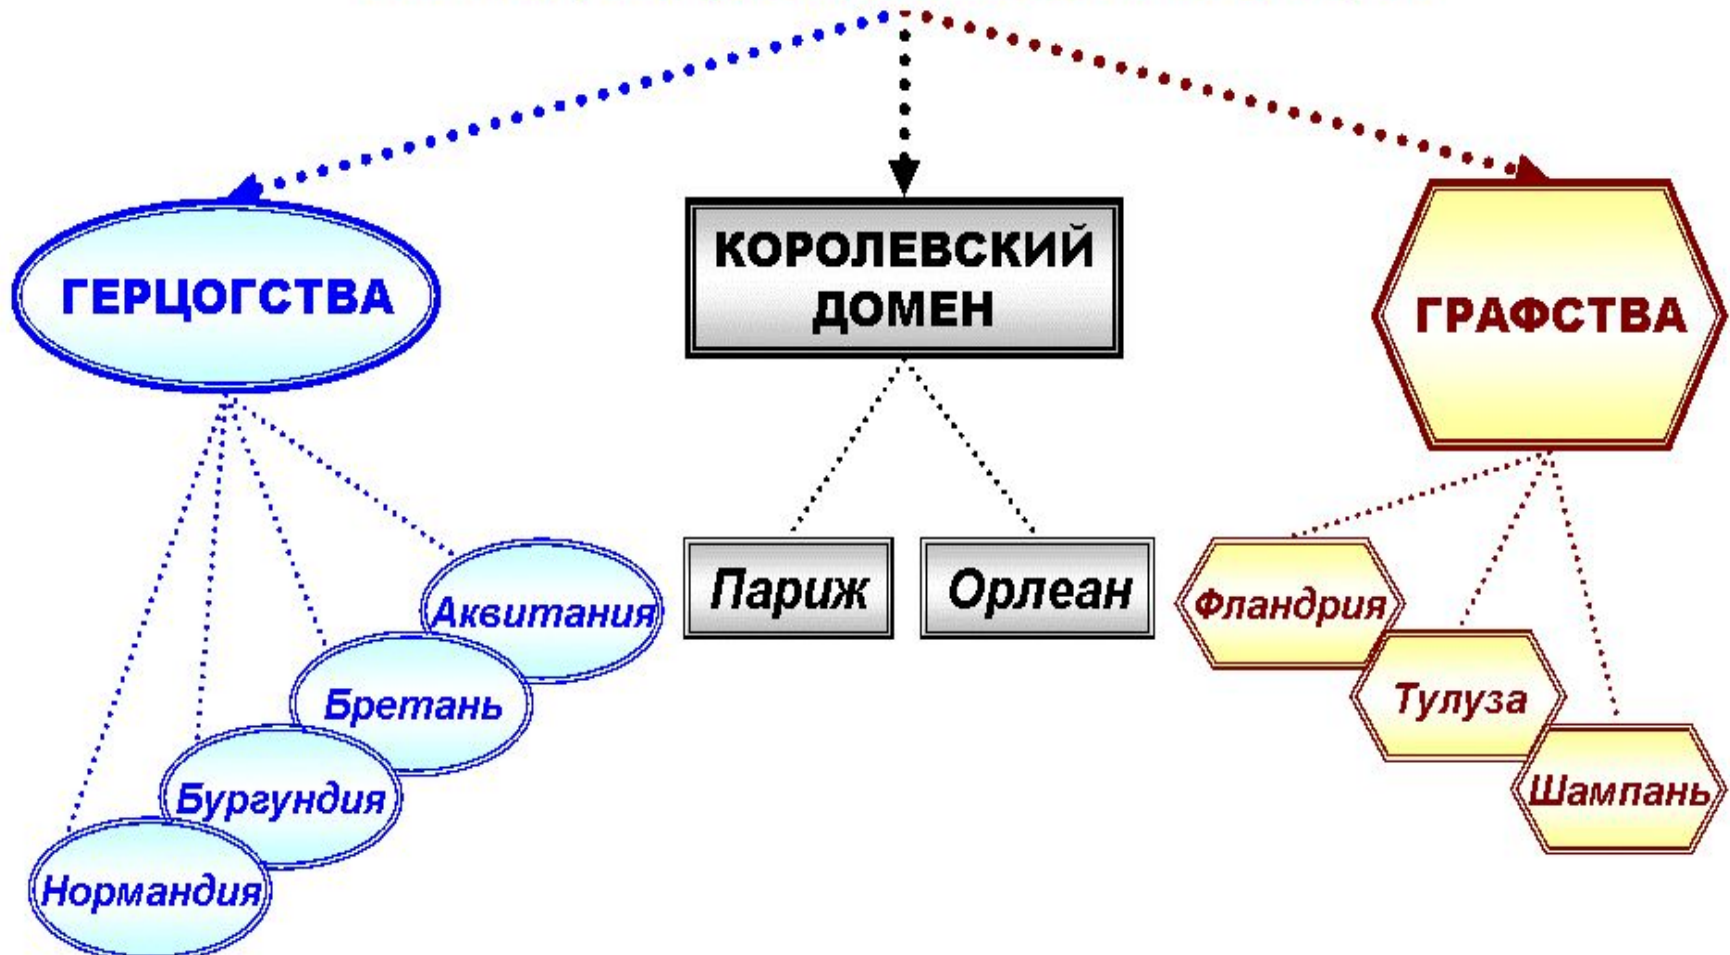 ГЕРЦОГСТВА
КОРОЛЕВСКИЙ
ДОМЕН
ГРАФСТВА
Аквитания
Бретань
Бургундия
Нормандия
Париж
Орлеан
Фландрия
Тулуза
Шампань